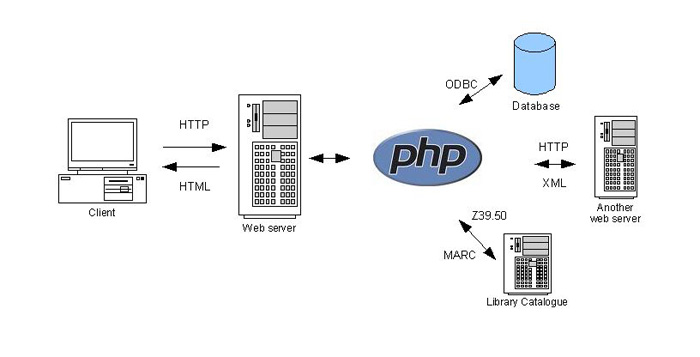 HTTP
HTML
Client
Web server
php
ODBC
Database
HTTP
XML
Another
web server
Z39.50
MARC
Library Catalogue